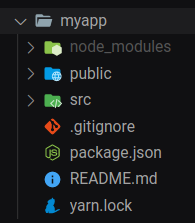 myapp
node_modules
public
src
.gitignore
package.json
README.md
yarn.lock